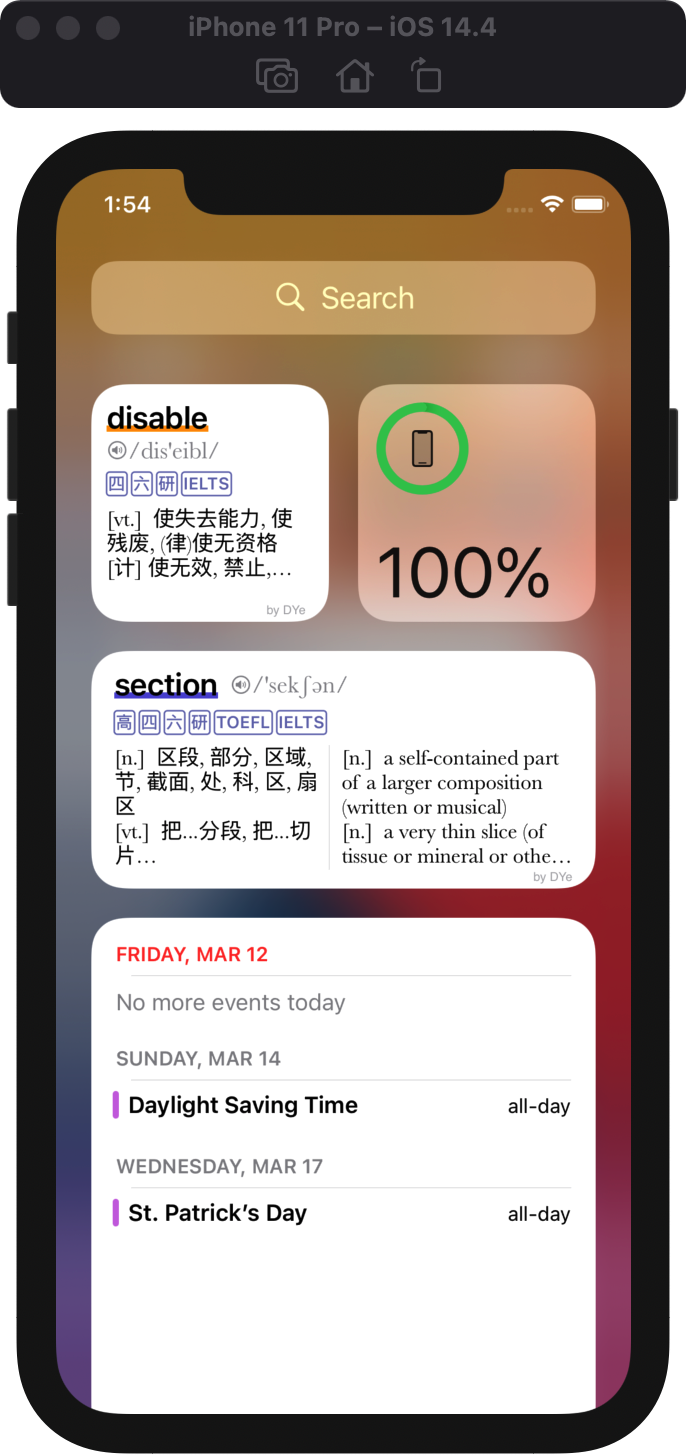 iPhone 11 Pro – iOS 14.4
1:54
Search
disable
/dis'eibl/
四 六 研 IELTS
[vt.] 使失去能力, 使
残废, (律)使无资格
[计] 使无效, 禁止,...
by DYe
100%
section /'sekʃən/
高 四 六 研 TOEFL IELTS
[n.] 区段, 部分, 区域,
节, 截面, 处, 科, 区, 扇
区
[vt.] 把...分段, 把...切
片...
[n.] a self-contained part
of a larger composition
(written or musical)
[n.] a very thin slice (of
tissue or mineral or othe...
by DYe
FRIDAY, MAR 12
No more events today
SUNDAY, MAR 14
Daylight Saving Time all-day
WEDNESDAY, MAR 17
St. Patrick's Day all-day